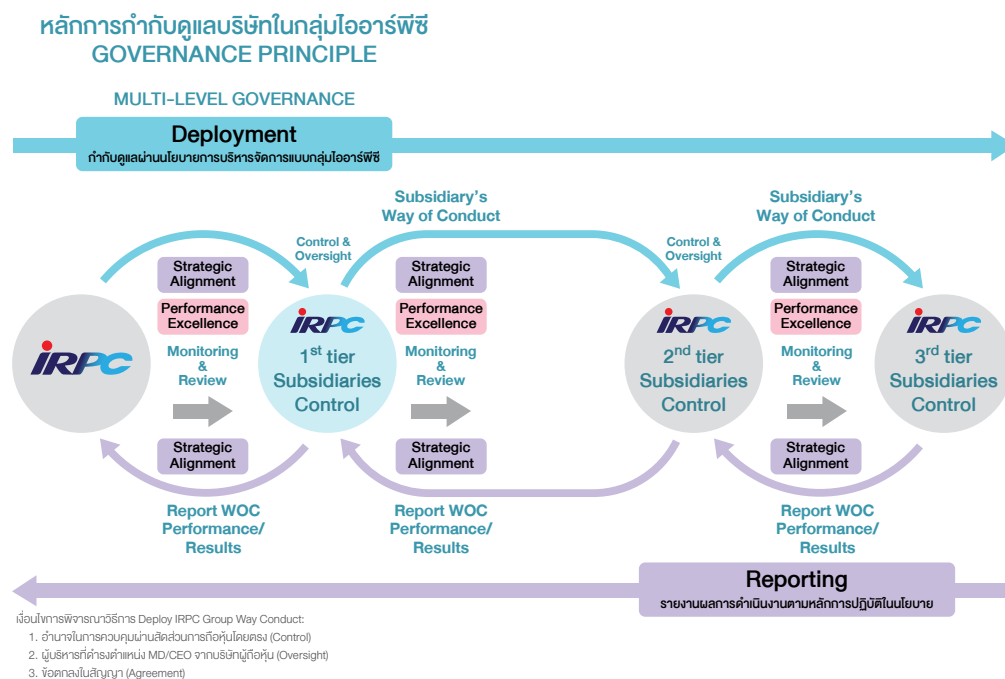 หลักการกำกับดูแลบริษัทในกลุ่มไออาร์พีซี
GOVERNANCE PRINCIPLE
MULTI-LEVEL GOVERNANCE
Deployment
กำกับดูแลผ่านนโยบายการบริหารจัดการแบบกลุ่มไออาร์พีซี
Subsidiary's
Way of Conduct
Subsidiary's
Way of Conduct
Control &
Oversight
Control &
Oversight
Strategic
Alignment
Strategic
Alignment
Strategic
Alignment
Performance
Excellence
Performance
Excellence
Performance
Excellence
IRPC
IRPC
1st tier
Subsidiaries
Control
IRPC
2nd tier
Subsidiaries
Control
IRPC
3rd tier
Subsidiaries
Control
Monitoring
&
Review
Monitoring
&
Review
Monitoring
&
Review
Strategic
Alignment
Strategic
Alignment
Strategic
Alignment
Report WOC
Performance/
Results
Report WOC
Performance/
Results
Report WOC
Performance/
Results
Reporting
รายงานผลการดำเนินงานตามหลักการปฏิบัติในนโยบาย
เงื่อนไขการพิจารณาวิธีการ Deploy IRPC Group Way Conduct:
1. อำนาจในการควบคุมผ่านสัดส่วนการถือหุ้นโดยตรง (Control)
2. ผู้บริหารที่ดำรงตำแหน่ง MD/CEO จากบริษัทผู้ถือหุ้น (Oversight)
3. ข้อตกลงในสัญญา (Agreement)